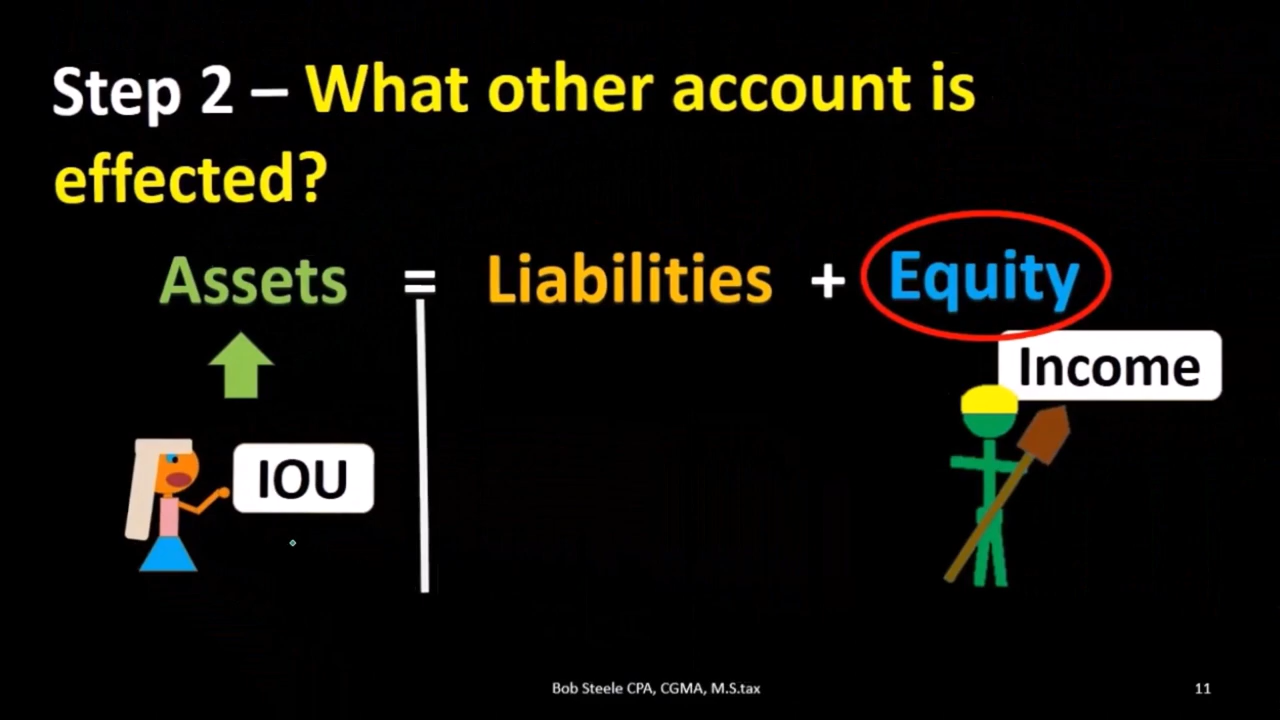 Step 2 – What other account is
effected?
Assets = Liabilities + Equity
Income
IOU
Bob Steele CPA, CGMA, M.S.tax
11